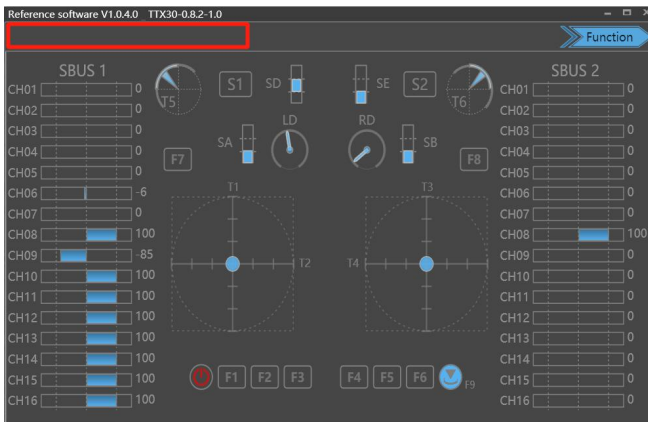 Reference software V1.0.4.0 TTX30-0.8.2-1.0
Function
SBUS 1
CH01 0
CH02 0
CH03 0
CH04 0
CH05 0
CH06 -6
CH07 0
CH08 100
CH09 -85
CH10 100
CH11 100
CH12 100
CH13 100
CH14 100
CH15 100
CH16 100
T5
S1
SD
SE
S2
T6
SA
LD
RD
SB
F7
F8
T1
T2
T3
T4
F1
F2
F3
F4
F5
F6
F9
SBUS 2
CH01 0
CH02 0
CH03 0
CH04 0
CH05 0
CH06 0
CH07 0
CH08 100
CH09 0
CH10 0
CH11 0
CH12 0
CH13 0
CH14 0
CH15 0
CH16 0